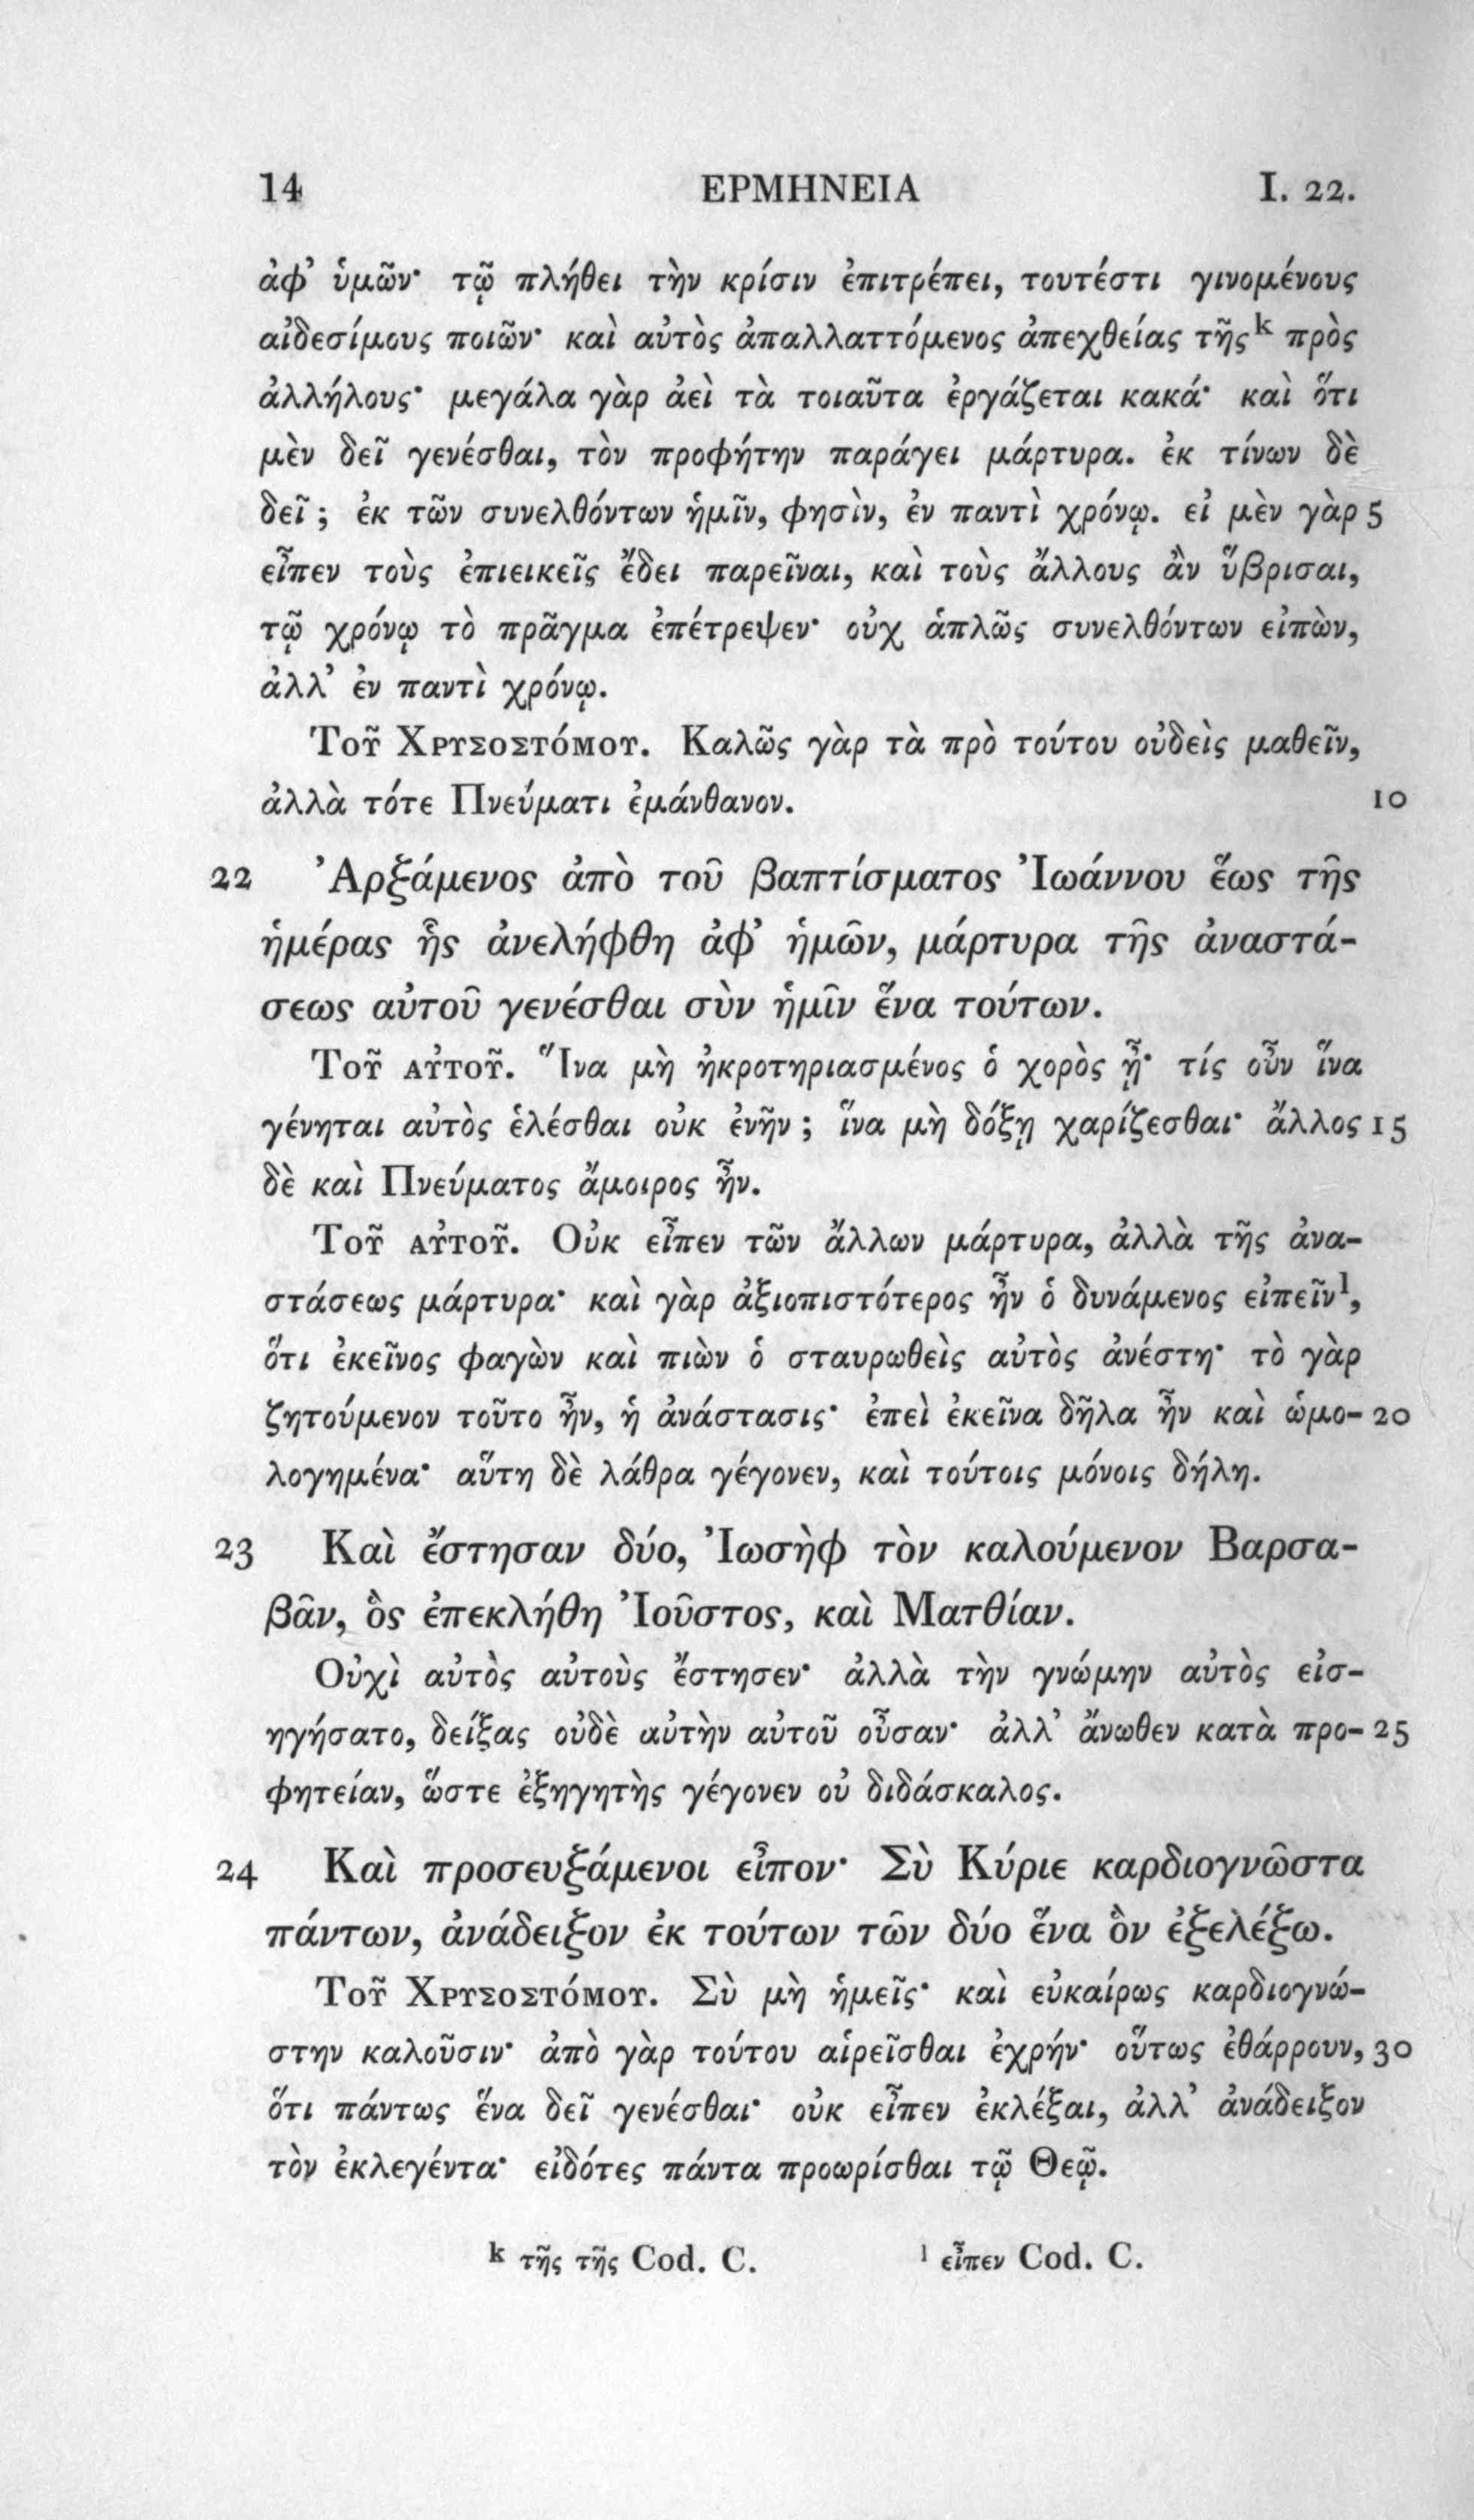 14 ΕΡΜΗΝΕΙΑ I. 22.
ἀφ᾽ ὑμῶν· τῷ πλήθει τὴν κρίσιν ἐπιτρέπει, τουτέστι γινομένους
αἰδεσίμους ποιῶν· καὶ αὐτὸς ἀπαλλαττόμενος ἀπεχθείας τῆς k πρὸς
ἀλλήλους· μεγάλα γὰρ ἀεὶ τὰ τοιαῦτα ἐργάζεται κακά· καὶ ὅτι
μὲν δεῖ γενέσθαι, τὸν προφήτην παράγει μάρτυρα. ἐκ τίνων δὲ
δεῖ; ἐκ τῶν συνελθόντων ἡμῖν, φησὶν, ἐν παντὶ χρόνῳ. εἰ μὲν γὰρ 5
εἶπεν τοὺς ἐπιεικεῖς ἔδει παρεῖναι, καὶ τοὺς ἄλλους ἂν ὕβρισαι,
τῷ χρόνῳ τὸ πρᾶγμα ἐπέτρεψεν· οὐχ ἁπλῶς συνελθόντων εἰπὼν,
ἀλλ᾽ ἐν παντὶ χρόνῳ.
Τοῦ Χρυσοστόμου. Καλῶς γὰρ τὰ πρὸ τούτου οὐδεὶς μαθεῖν,
ἀλλὰ τότε Πνεύματι ἐμάνθανον. 10
22 Ἀρξάμενος ἀπὸ τοῦ βαπτίσματος Ἰωάννου ἕως τῆς
ἡμέρας ἧς ἀνελήφθη ἀφ᾽ ἡμῶν, μάρτυρα τῆς ἀναστά-
σεως αὐτοῦ γενέσθαι σὺν ἡμῖν ἕνα τούτων.
Τοῦ αὐτοῦ. Ἵνα μὴ ἠκροτηριασμένος ὁ χορὸς ᾖ· τίς οὖν ἵνα
γένηται αὐτὸς ἑλέσθαι οὐκ ἐνῆν; ἵνα μὴ δόξῃ χαρίζεσθαι· ἄλλος 15
δὲ καὶ Πνεύματος ἄμοιρος ἦν.
Τοῦ αὐτοῦ. Οὐκ εἶπεν τῶν ἄλλων μάρτυρα, ἀλλὰ τῆς ἀνα-
στάσεως μάρτυρα· καὶ γὰρ ἀξιοπιστότερος ἦν ὁ δυνάμενος εἰπεῖν l,
ὅτι ἐκεῖνος φαγὼν καὶ πιὼν ὁ σταυρωθεὶς αὐτὸς ἀνέστη· τὸ γὰρ
ζητούμενον τοῦτο ἦν, ἡ ἀνάστασις· ἐπεὶ ἐκεῖνα δῆλα ἦν καὶ ὡμο- 20
λογημένα· αὕτη δὲ λάθρα γέγονεν, καὶ τούτοις μόνοις δήλη.
23 Καὶ ἔστησαν δύο, Ἰωσὴφ τὸν καλούμενον Βαρσα-
βᾶν, ὃς ἐπεκλήθη Ἰοῦστος, καὶ Ματθίαν.
Οὐχὶ αὐτὸς αὐτοὺς ἔστησεν· ἀλλὰ τὴν γνώμην αὐτὸς εἰσ-
ηγήσατο, δείξας οὐδὲ αὐτὴν αὐτοῦ οὖσαν· ἀλλ᾽ ἄνωθεν κατὰ προ- 25
φητείαν, ὥστε ἐξηγητὴς γέγονεν οὐ διδάσκαλος.
24 Καὶ προσευξάμενοι εἶπον· Σὺ Κύριε καρδιογνῶστα
πάντων, ἀνάδειξον ἐκ τούτων τῶν δύο ἕνα ὃν ἐξελέξω.
Τοῦ Χρυσοστόμου. Σὺ μὴ ἡμεῖς· καὶ εὐκαίρως καρδιογνώ-
στην καλοῦσιν· ἀπὸ γὰρ τούτου αἱρεῖσθαι ἐχρήν· οὕτως ἐθάρρουν, 30
ὅτι πάντως ἕνα δεῖ γενέσθαι· οὐκ εἶπεν ἐκλέξαι, ἀλλ᾽ ἀνάδειξον
τὸν ἐκλεγέντα· εἰδότες πάντα προωρίσθαι τῷ Θεῷ.
k τῆς τῆς Cod. C. l εἶπεν Cod. C.